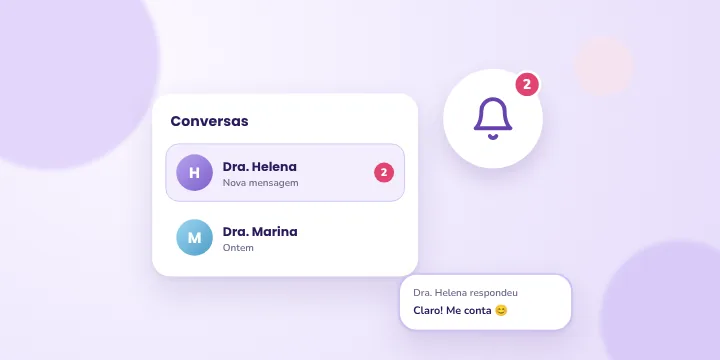 Conversas
H
Dra. Helena
Nova mensagem
2
M
Dra. Marina
Ontem
2
Dra. Helena respondeu
Claro! Me conta 😊